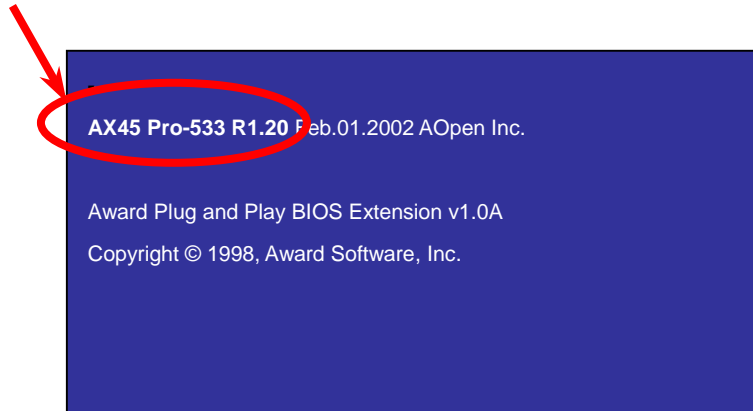 AX45 Pro-533 R1.20 Feb.01.2002 AOpen Inc.
Award Plug and Play BIOS Extension v1.0A
Copyright © 1998, Award Software, Inc.